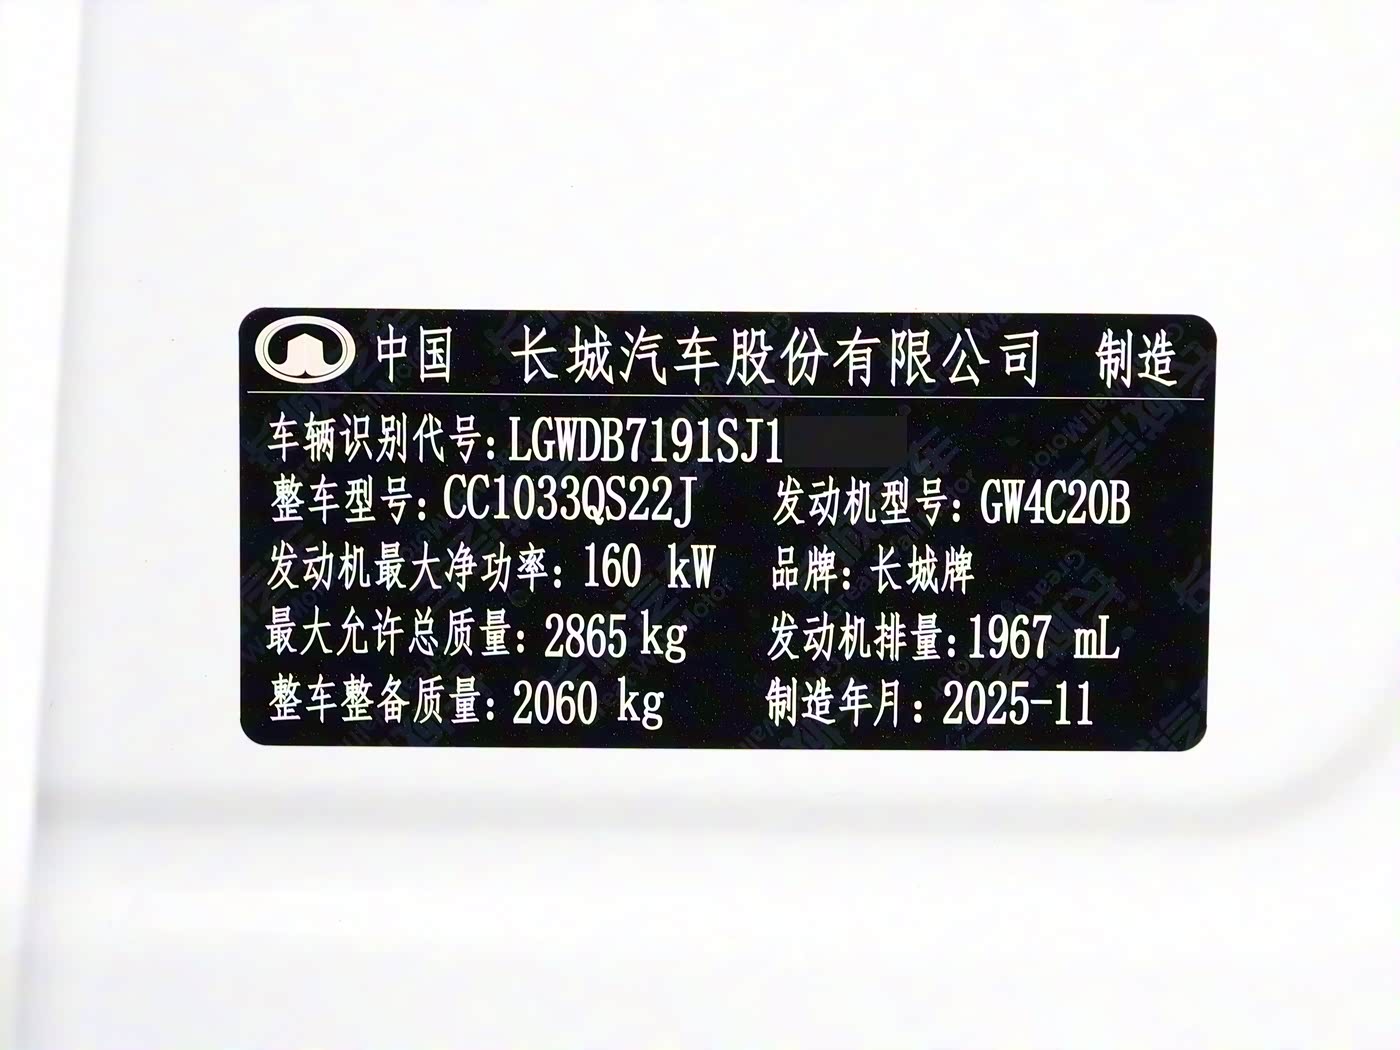 中国 长城汽车股份有限公司 制造
车辆识别代号：LGWDB7191SJ1
整车型号：CC1033QS22J 发动机型号：GW4C20B
发动机最大净功率：160 kW 品牌：长城牌
最大允许总质量：2865 kg 发动机排量：1967 mL
整车整备质量：2060 kg 制造年月：2025-11